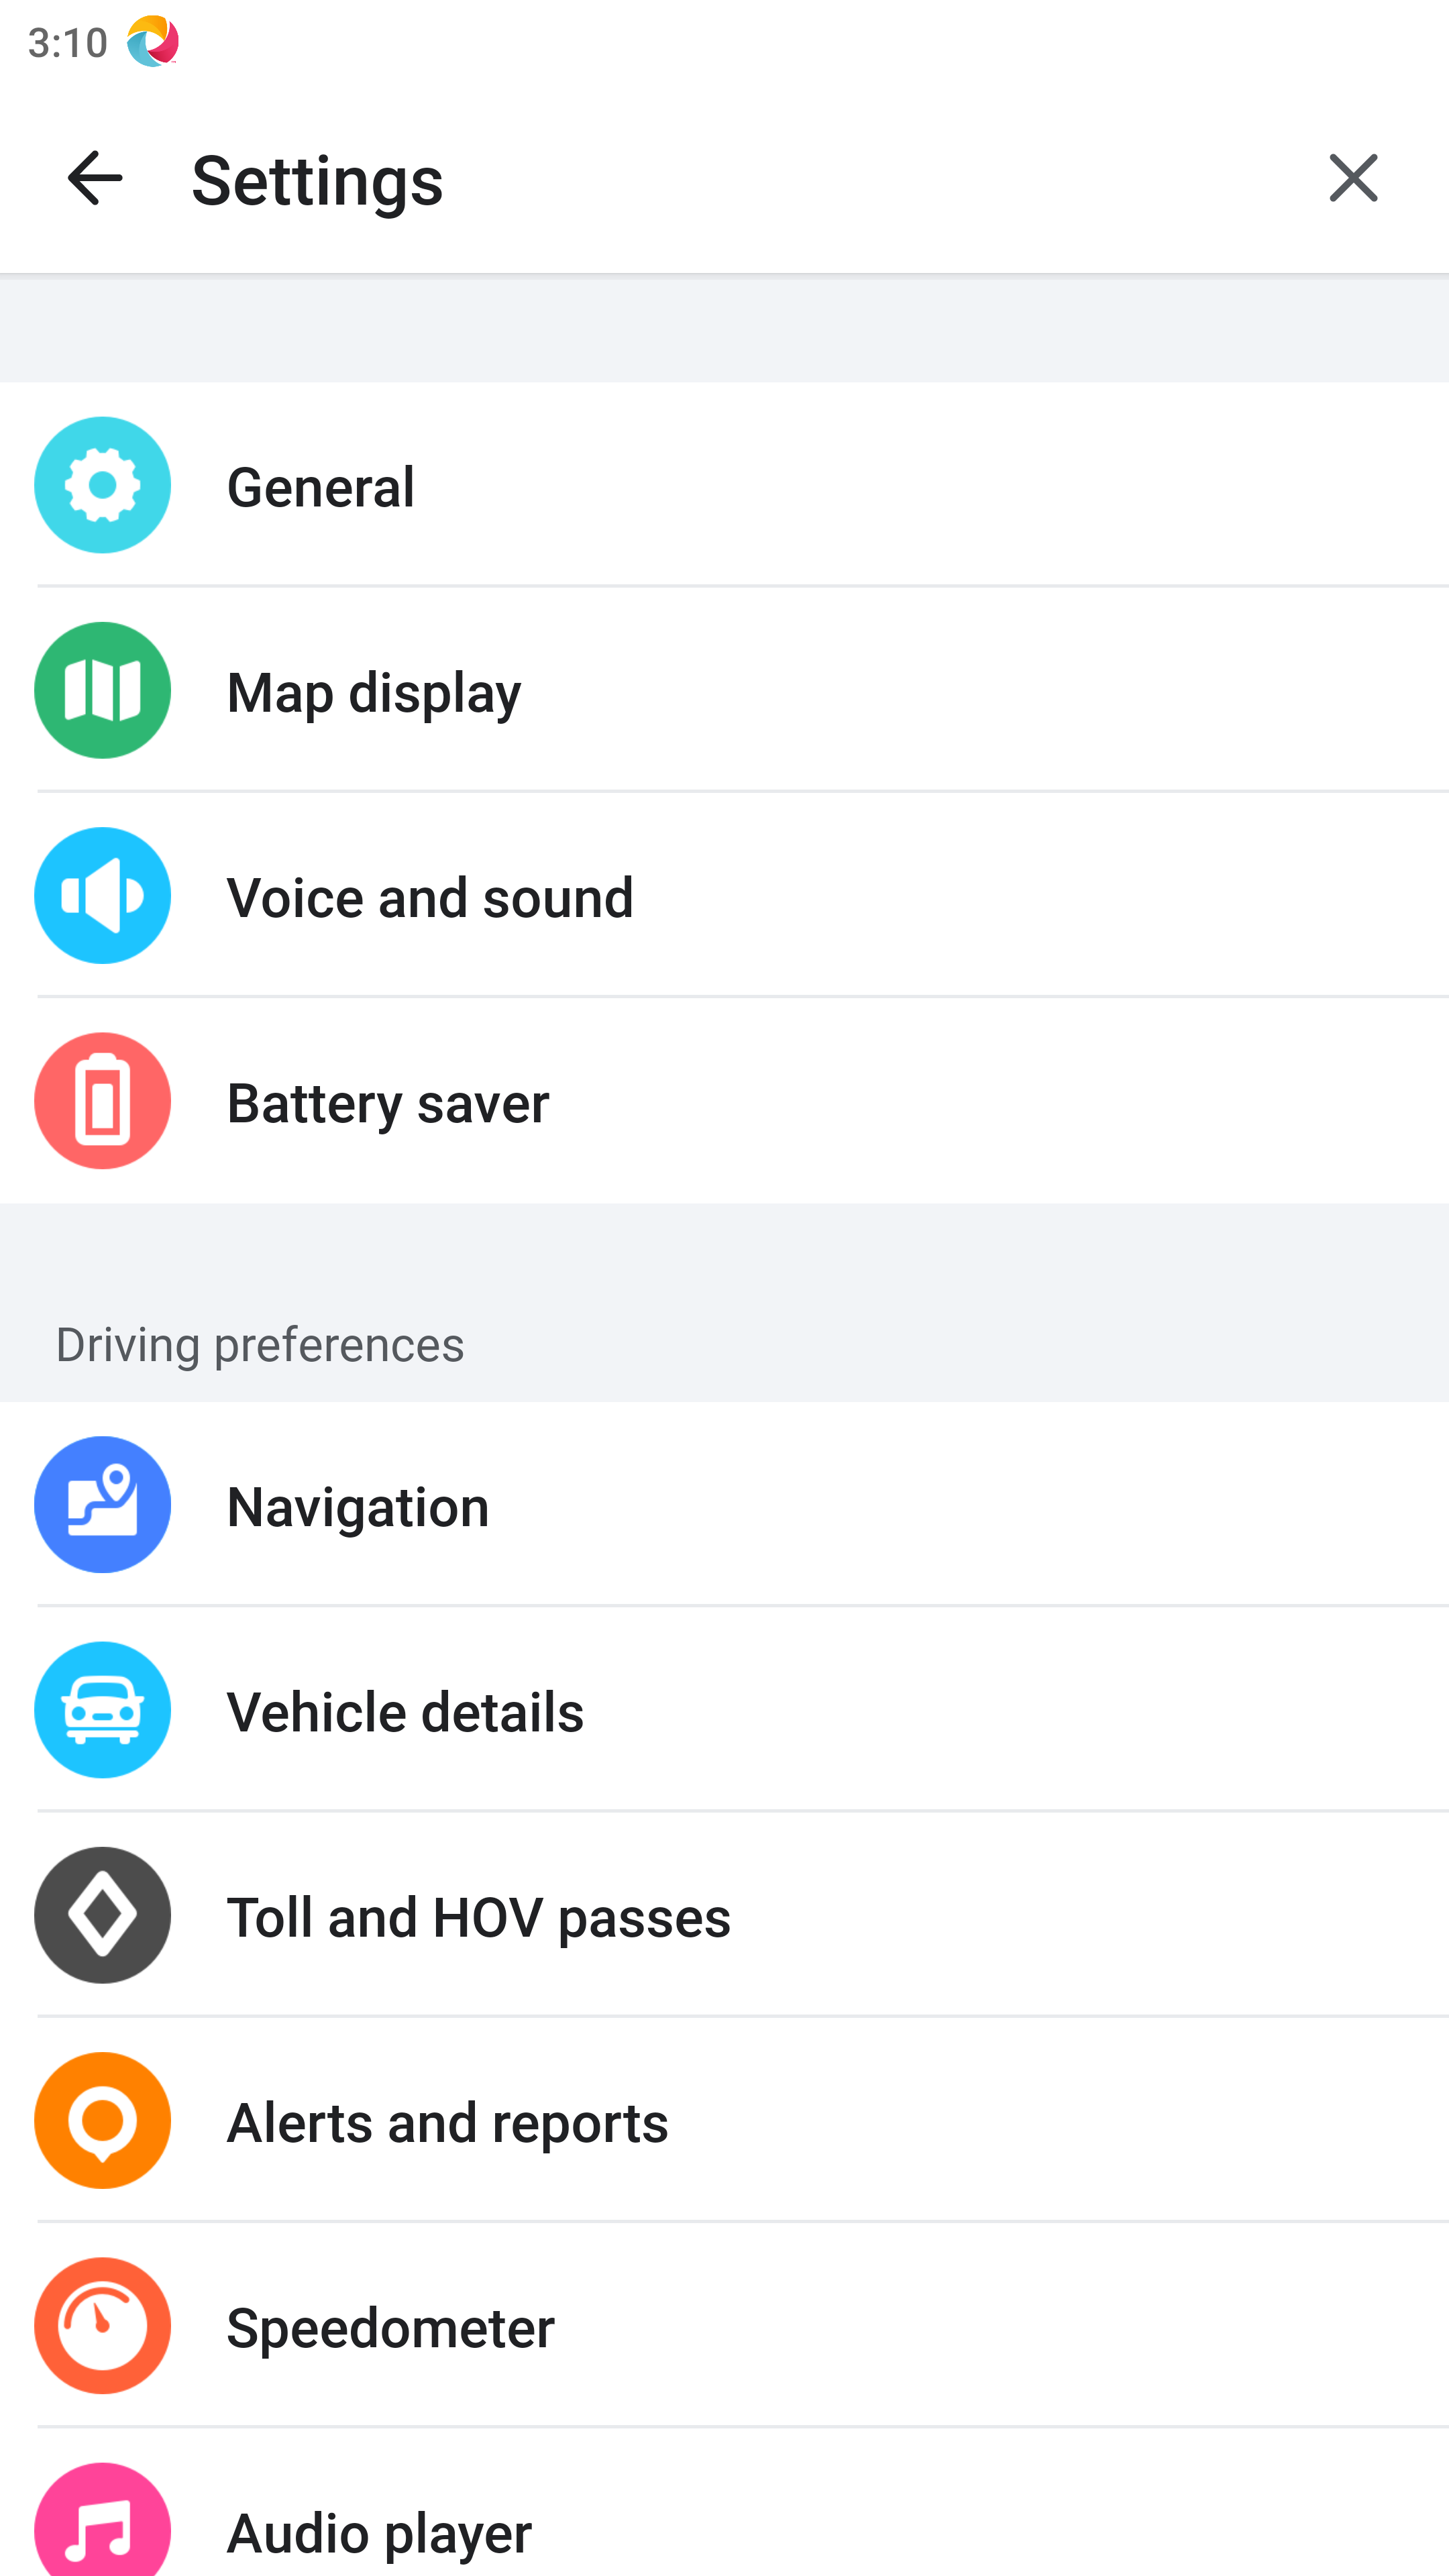 3:10
Settings
General
Map display
Voice and sound
Battery saver
Driving preferences
Navigation
Vehicle details
Toll and HOV passes
Alerts and reports
Speedometer
Audio player